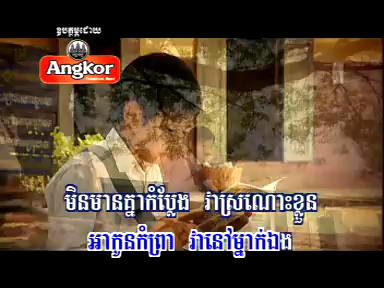 ឧបត្ថម្ភដោយ
Angkor
មិនមានគ្នាកំប្លែង វាស្រណោះខ្លួន
អាកូនកំព្រា វានៅម្នាក់ឯង